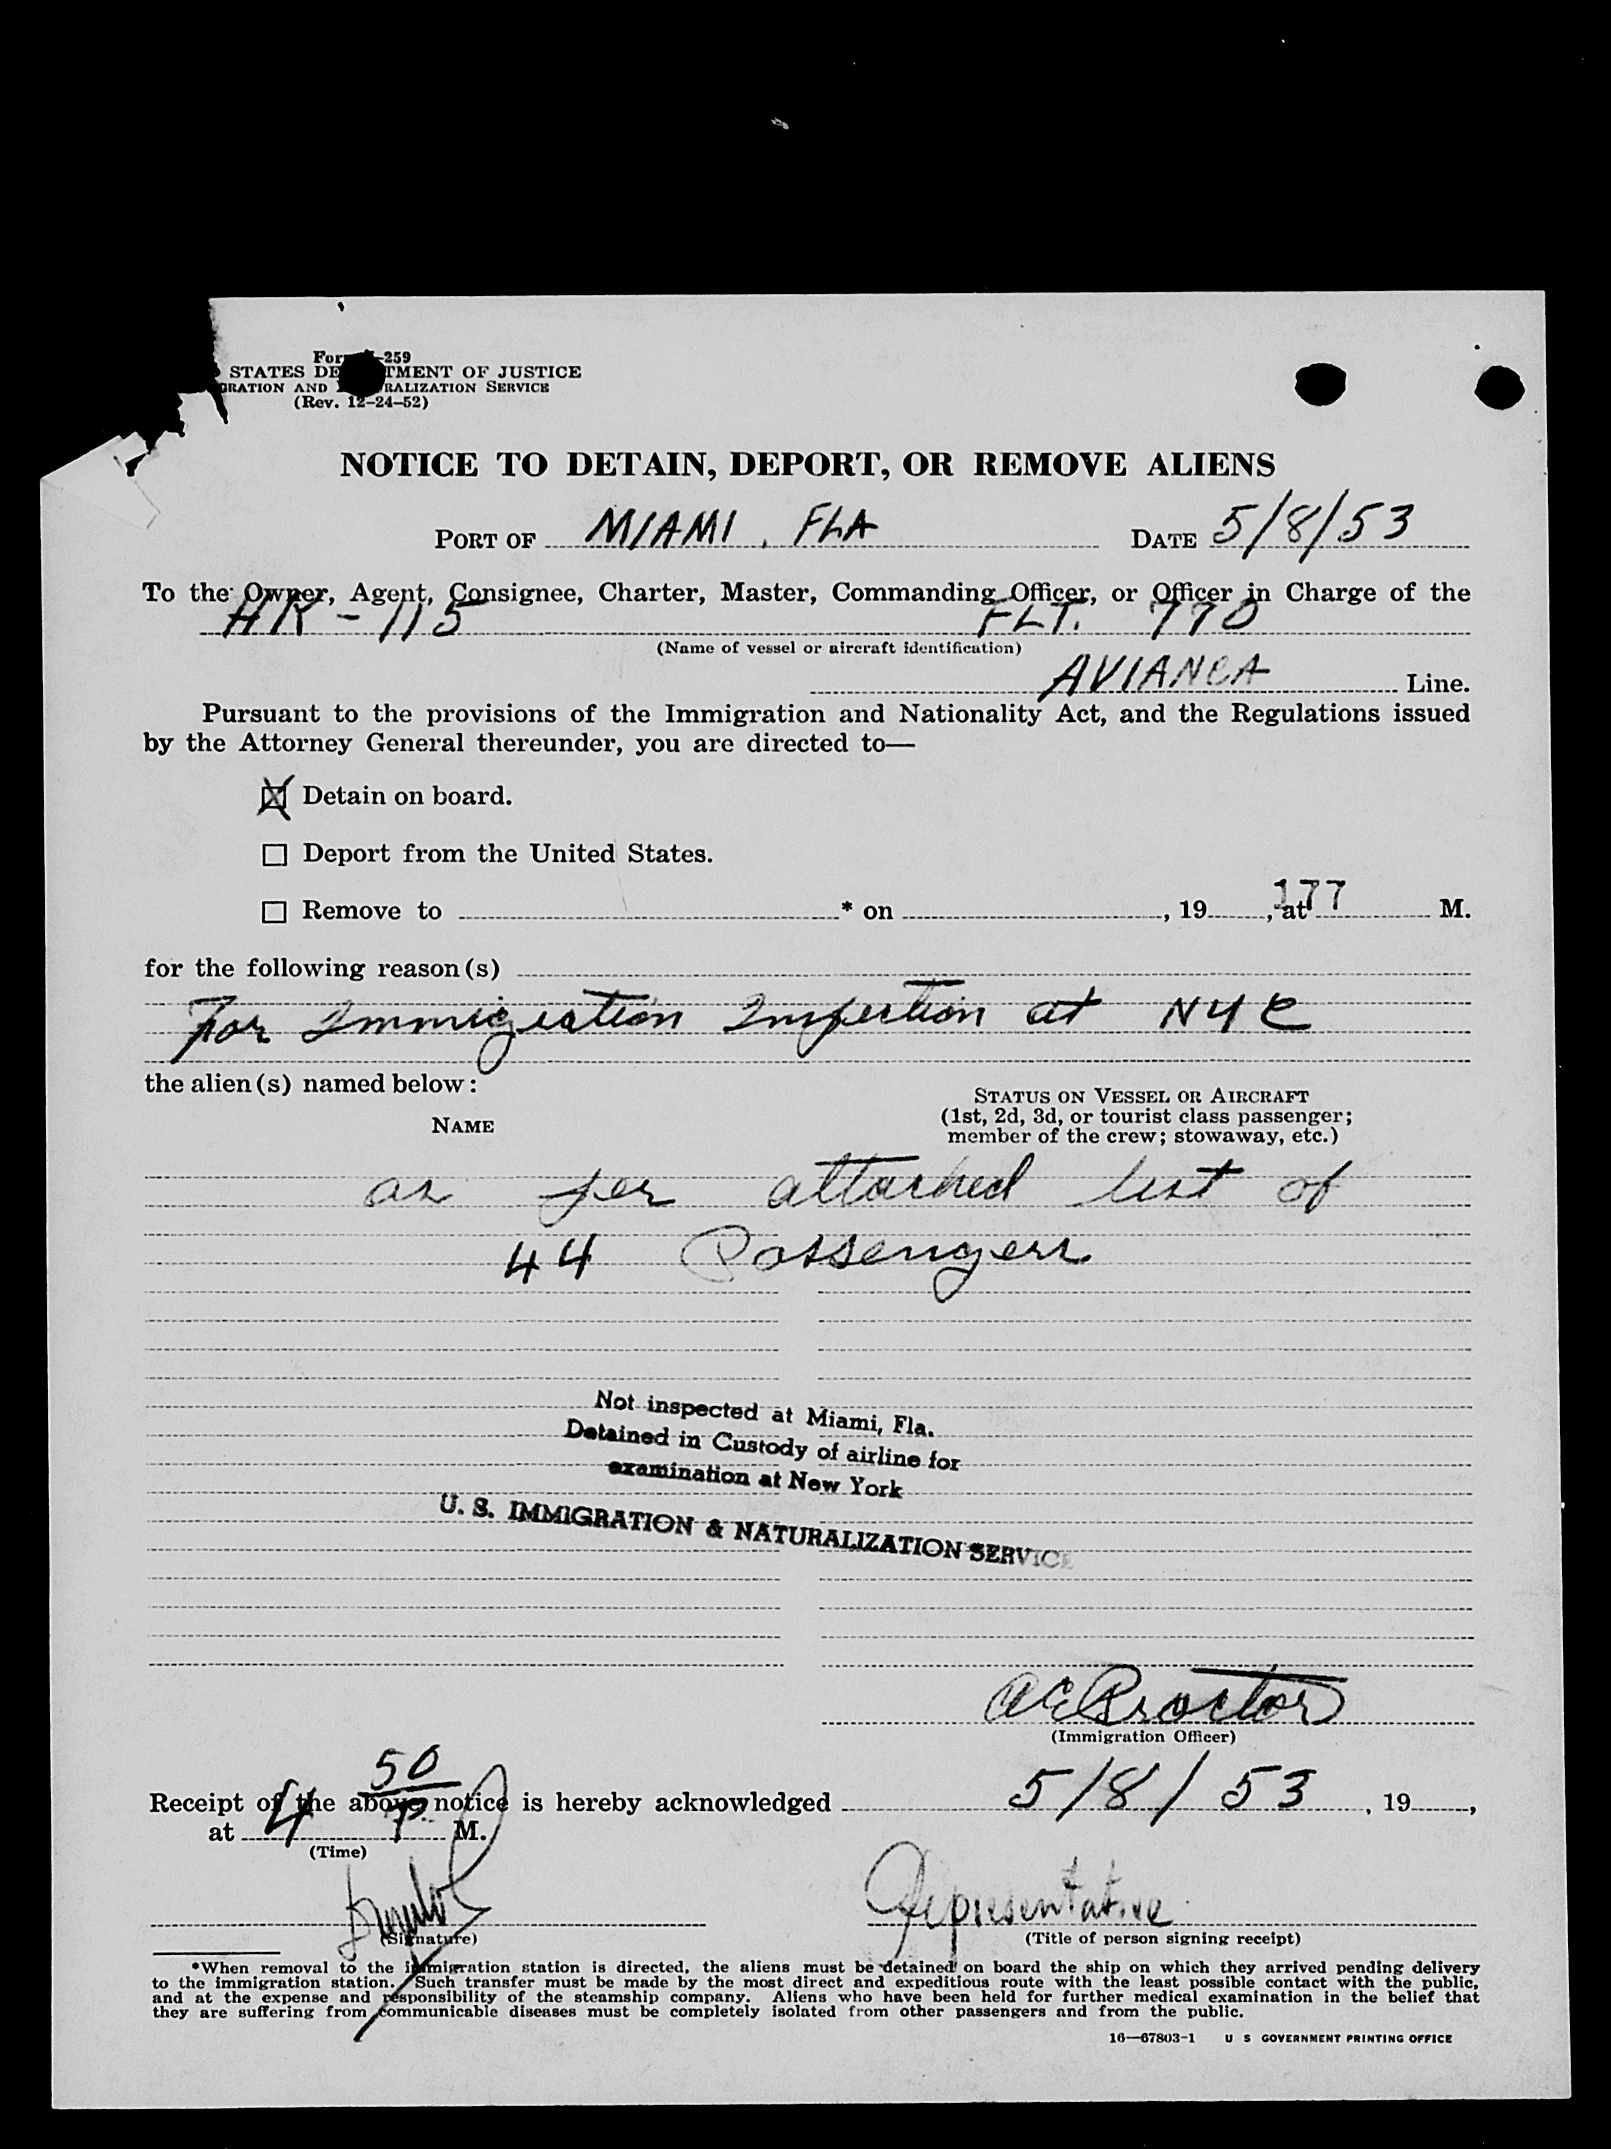 Form -259
STATES DE TMENT OF JUSTICE
GRATION AND RALIZATION SERVICE
(Rev. 12-24-52)
NOTICE TO DETAIN, DEPORT, OR REMOVE ALIENS
PORT OF MIAMI, FLA DATE 5/8/53
To the Owner, Agent, Consignee, Charter, Master, Commanding Officer, or Officer in Charge of the
HK - 115 FLT. 770
(Name of vessel or aircraft identification)
AVIANCA Line.
Pursuant to the provisions of the Immigration and Nationality Act, and the Regulations issued
by the Attorney General thereunder, you are directed to—
☒ Detain on board.
☐ Deport from the United States.
☐ Remove to * on , 19 , at 177 M.
for the following reason(s)
For Immigration Inspection at NYC
the alien(s) named below:
STATUS ON VESSEL OR AIRCRAFT
NAME (1st, 2d, 3d, or tourist class passenger;
member of the crew; stowaway, etc.)
as per attached list of
44 Passengers
Not inspected at Miami, Fla.
Detained in Custody of airline for
examination at New York
U. S. IMMIGRATION & NATURALIZATION SERVICE
A E Proctor
(Immigration Officer)
Receipt of the above notice is hereby acknowledged 5/8/53 , 19 ,
at 4 50 P. M.
(Time)
Representative
(Signature) (Title of person signing receipt)
*When removal to the immigration station is directed, the aliens must be detained on board the ship on which they arrived pending delivery
to the immigration station. Such transfer must be made by the most direct and expeditious route with the least possible contact with the public,
and at the expense and responsibility of the steamship company. Aliens who have been held for further medical examination in the belief that
they are suffering from communicable diseases must be completely isolated from other passengers and from the public.
16—67803-1 U S GOVERNMENT PRINTING OFFICE